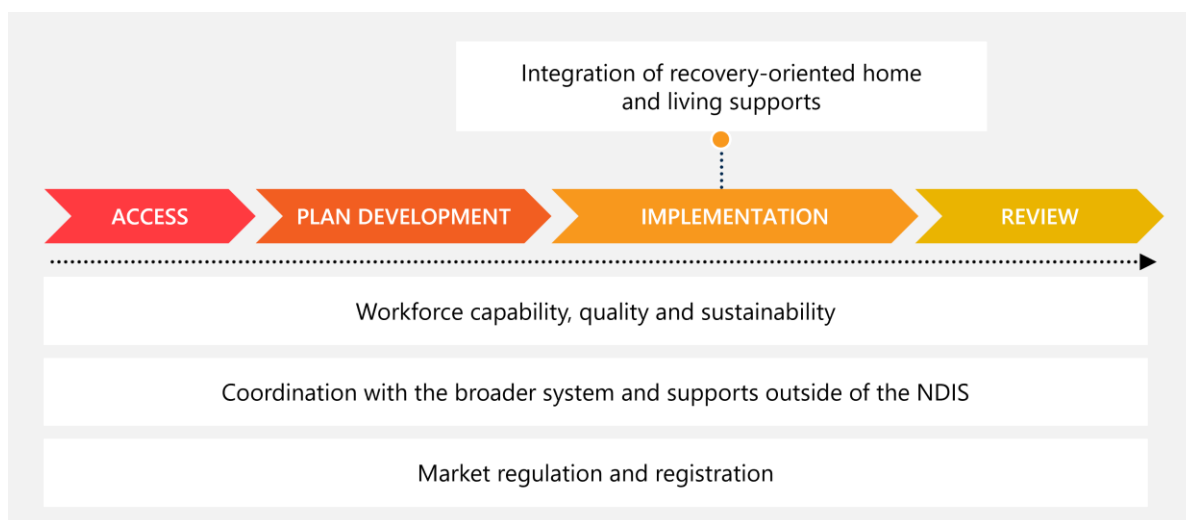 Integration of recovery-oriented home
and living supports
ACCESS
PLAN DEVELOPMENT
IMPLEMENTATION
REVIEW
Workforce capability, quality and sustainability
Coordination with the broader system and supports outside of the NDIS
Market regulation and registration